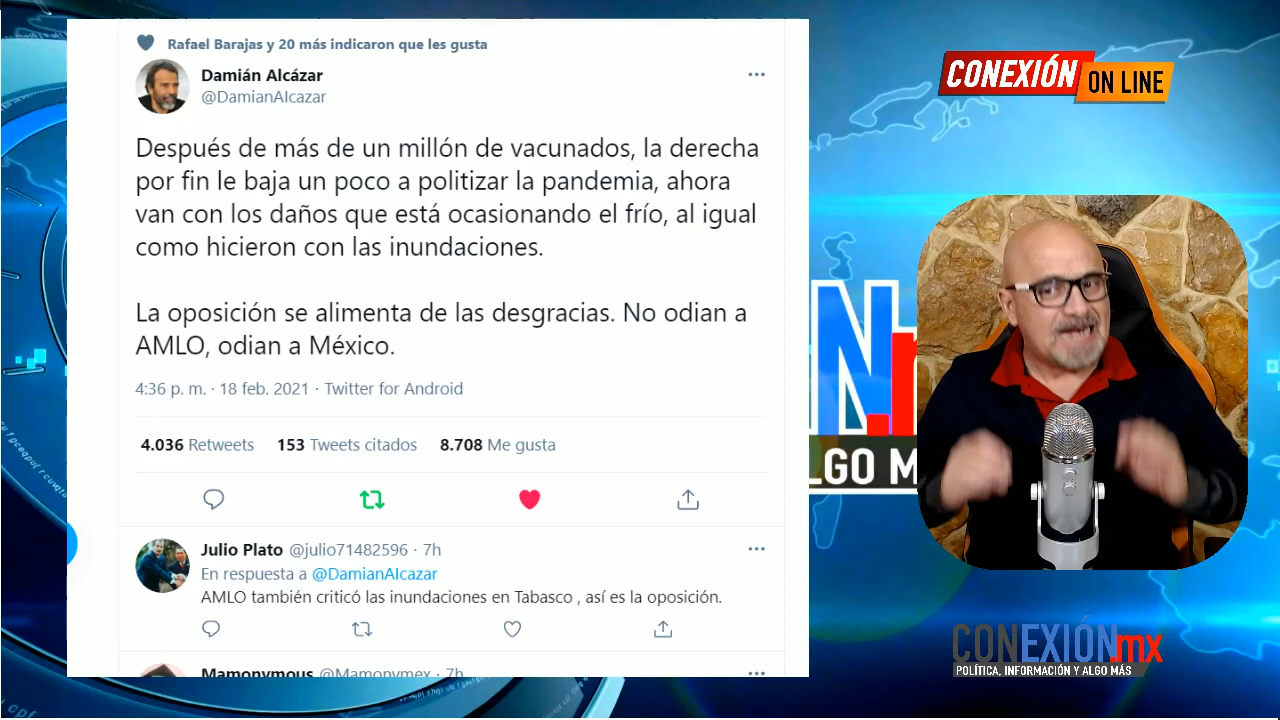 Rafael Barajas y 20 más indicaron que les gusta
Damián Alcázar
@DamianAlcazar
Después de más de un millón de vacunados, la derecha
por fin le baja un poco a politizar la pandemia, ahora
van con los daños que está ocasionando el frío, al igual
como hicieron con las inundaciones.
La oposición se alimenta de las desgracias. No odian a
AMLO, odian a México.
4:36 p. m. · 18 feb. 2021 · Twitter for Android
4.036 Retweets 153 Tweets citados 8.708 Me gusta
Julio Plato @julio71482596 · 7h
En respuesta a @DamianAlcazar
AMLO también criticó las inundaciones en Tabasco , así es la oposición.
Mamonymous @Mamonymex · 7h
CONEXIÓN
ON LINE
N
LGO M
CONEXIÓN.mx
POLÍTICA, INFORMACIÓN Y ALGO MÁS